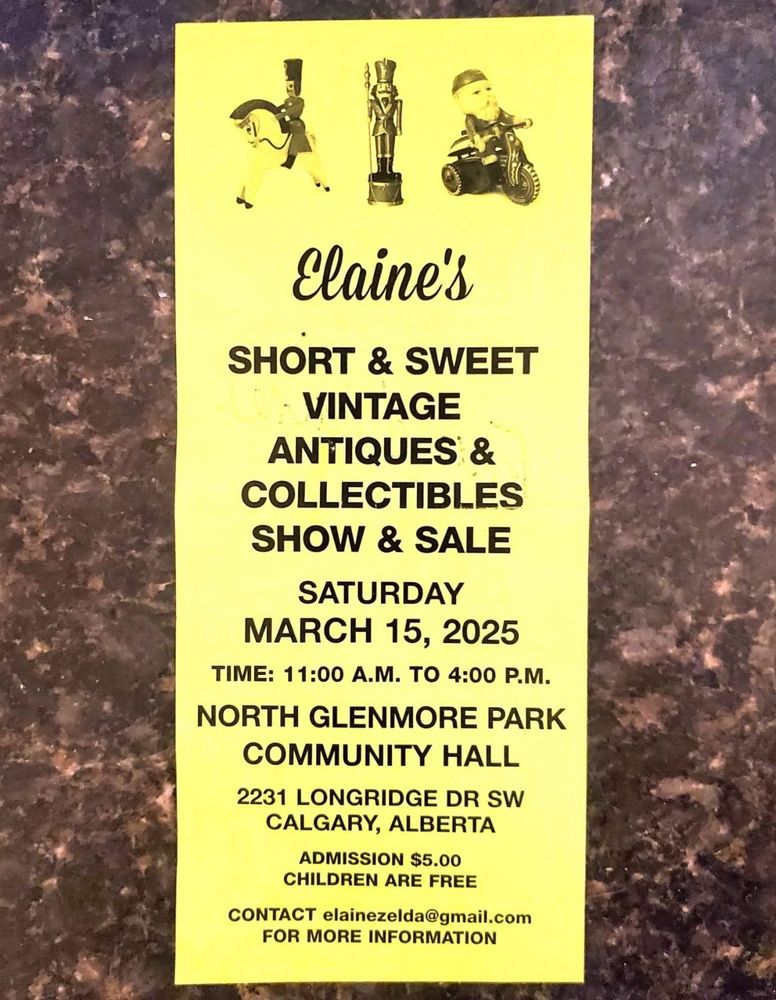 Elaine's
SHORT & SWEET
VINTAGE
ANTIQUES &
COLLECTIBLES
SHOW & SALE
SATURDAY
MARCH 15, 2025
TIME: 11:00 A.M. TO 4:00 P.M.
NORTH GLENMORE PARK
COMMUNITY HALL
2231 LONGRIDGE DR SW
CALGARY, ALBERTA
ADMISSION $5.00
CHILDREN ARE FREE
CONTACT elainezelda@gmail.com
FOR MORE INFORMATION